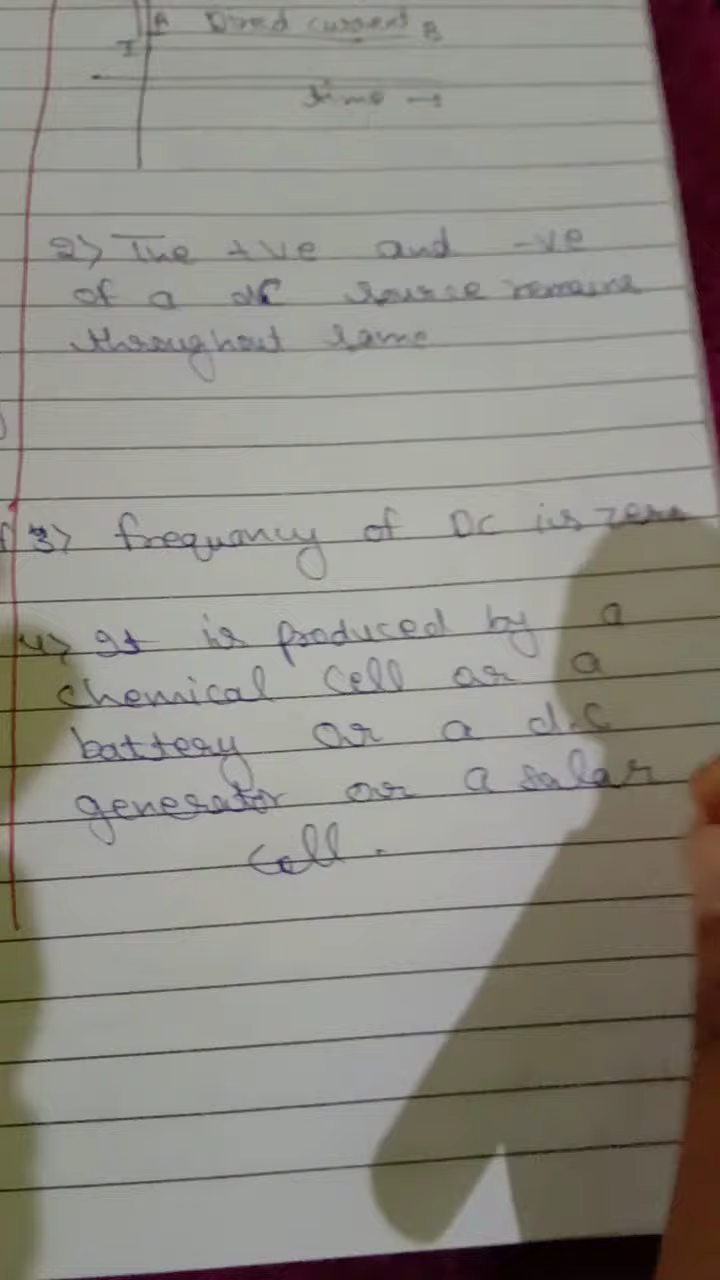 A Direct current B
I
time →
2> The +ve and -ve
of a dC source remains
throughout same
3> frequency of DC is zero
4> It is produced by a
chemical cell or a
battery or a d.c
generator or a solar
cell.